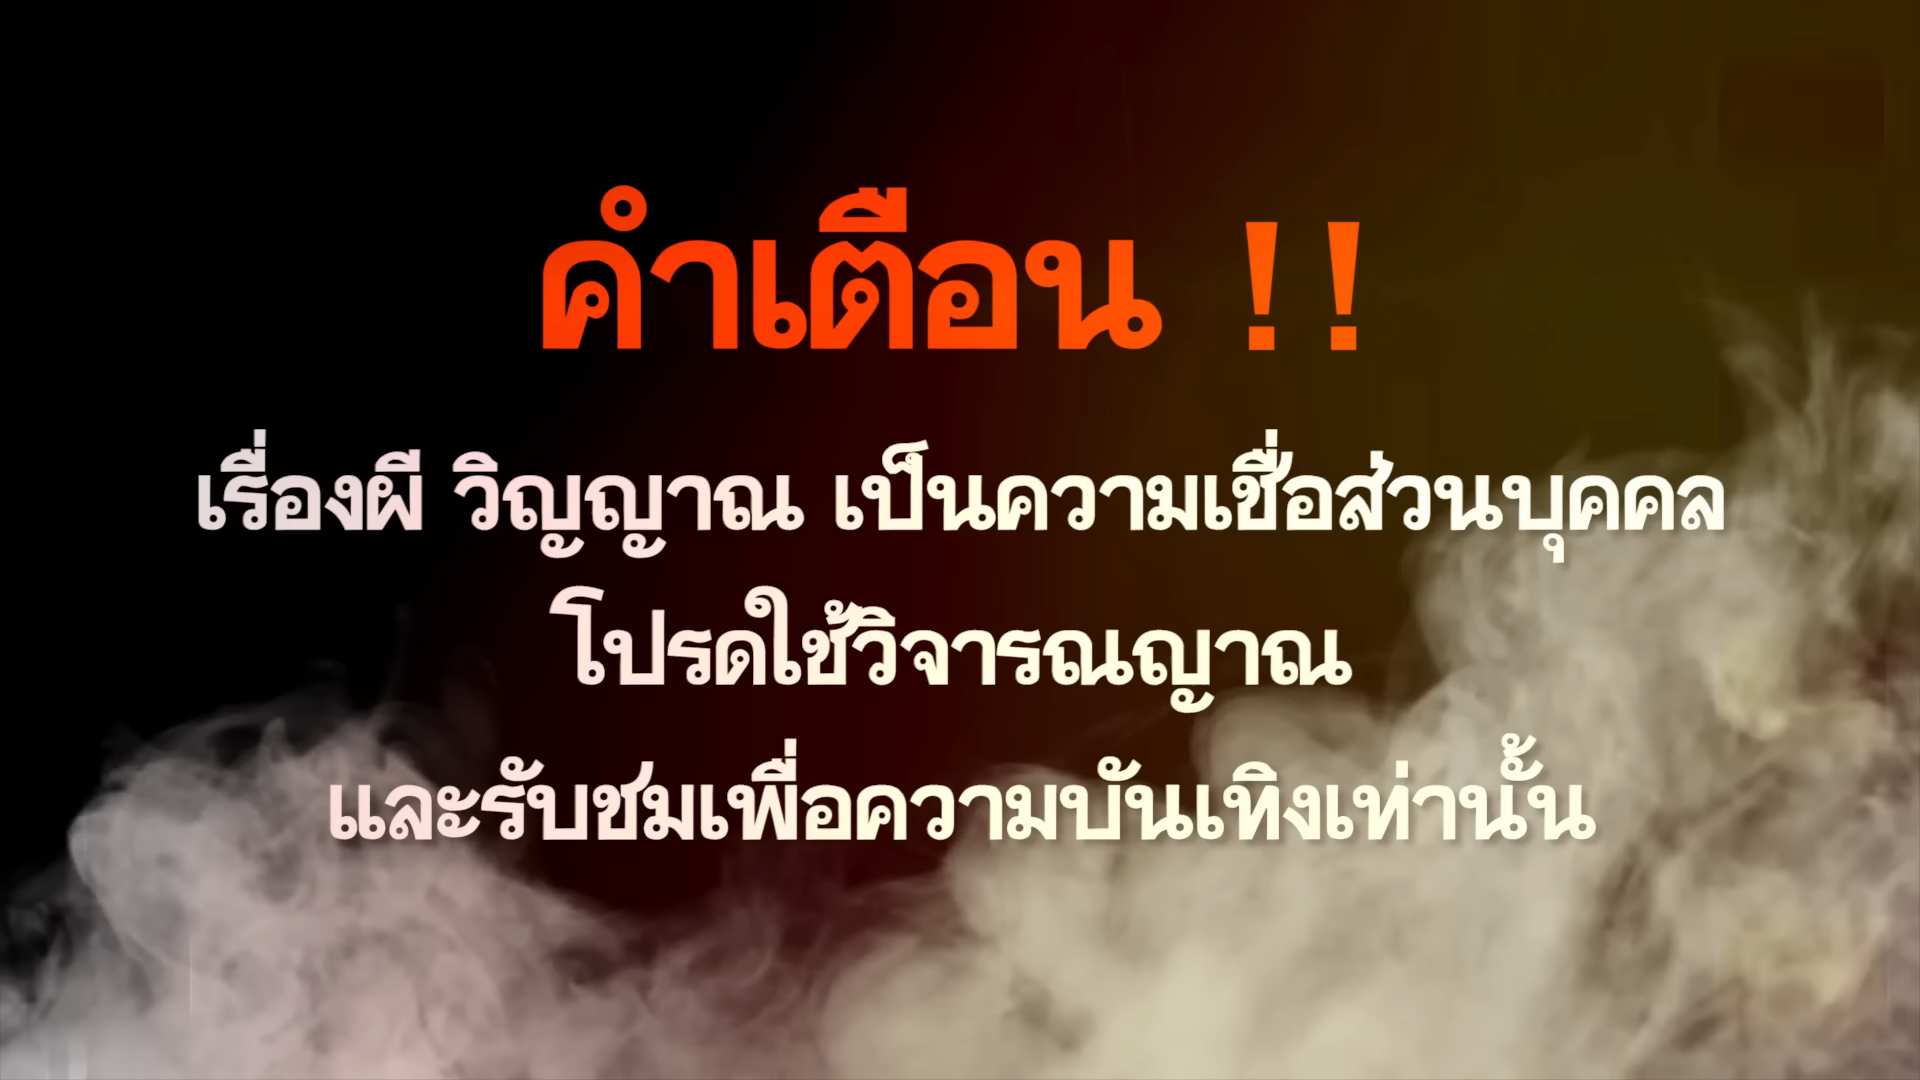 คำเตือน !!
เรื่องผี วิญญาณ เป็นความเชื่อส่วนบุคคล
โปรดใช้วิจารณญาณ
และรับชมเพื่อความบันเทิงเท่านั้น